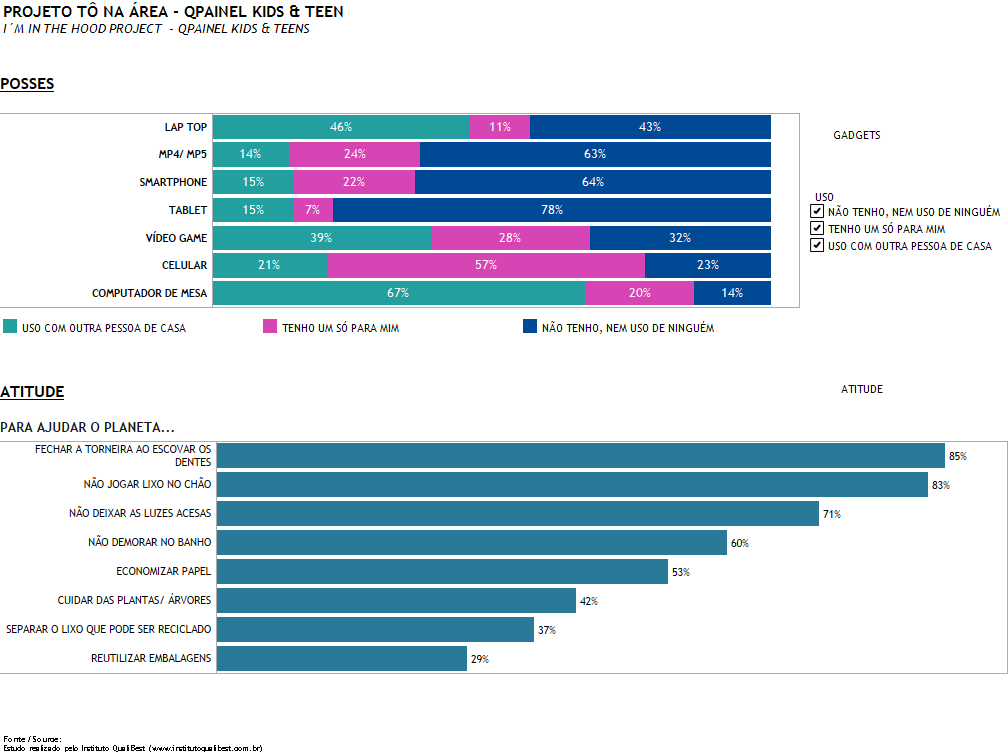 PROJETO TÔ NA ÁREA - QPAINEL KIDS & TEEN
I´M IN THE HOOD PROJECT - QPAINEL KIDS & TEENS
POSSES
LAP TOP 46% 11% 43%
MP4/ MP5 14% 24% 63%
SMARTPHONE 15% 22% 64%
TABLET 15% 7% 78%
VÍDEO GAME 39% 28% 32%
CELULAR 21% 57% 23%
COMPUTADOR DE MESA 67% 20% 14%
GADGETS
USO
NÃO TENHO, NEM USO DE NINGUÉM
TENHO UM SÓ PARA MIM
USO COM OUTRA PESSOA DE CASA
USO COM OUTRA PESSOA DE CASA TENHO UM SÓ PARA MIM NÃO TENHO, NEM USO DE NINGUÉM
ATITUDE
ATITUDE
PARA AJUDAR O PLANETA...
FECHAR A TORNEIRA AO ESCOVAR OS
DENTES 85%
NÃO JOGAR LIXO NO CHÃO 83%
NÃO DEIXAR AS LUZES ACESAS 71%
NÃO DEMORAR NO BANHO 60%
ECONOMIZAR PAPEL 53%
CUIDAR DAS PLANTAS/ ÁRVORES 42%
SEPARAR O LIXO QUE PODE SER RECICLADO 37%
REUTILIZAR EMBALAGENS 29%
Fonte / Source:
Estudo realizado pelo Instituto QualiBest (www.institutoqualibest.com.br)